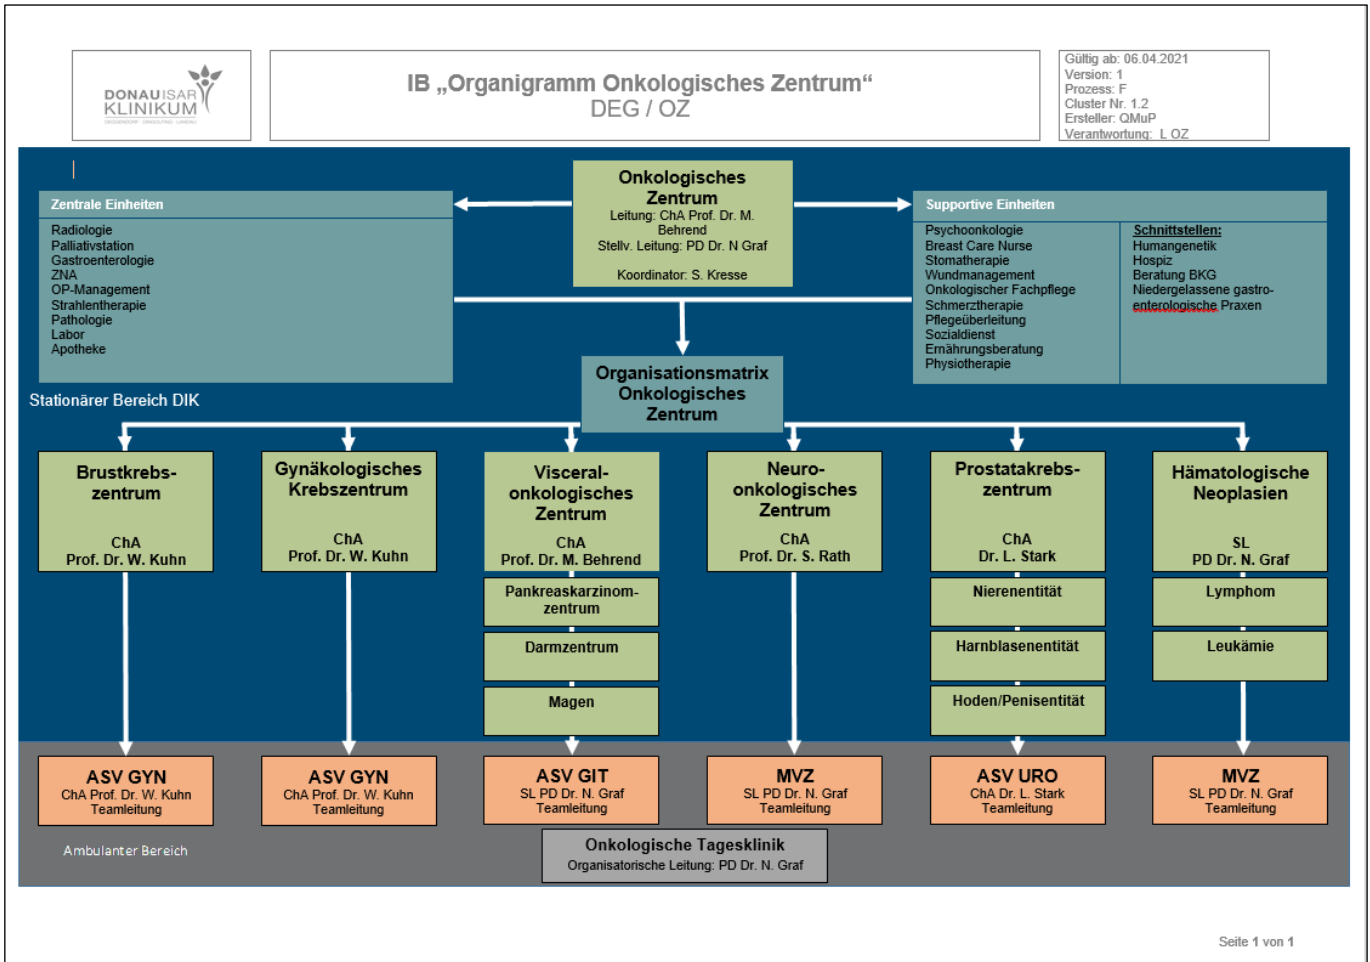 DONAUISAR
KLINIKUM
DEGGENDORF · DINGOLFING · LANDAU
IB „Organigramm Onkologisches Zentrum“
DEG / OZ
Gültig ab: 06.04.2021
Version: 1
Prozess: F
Cluster Nr. 1.2
Ersteller: QMuP
Verantwortung: L OZ
Onkologisches
Zentrum
Leitung: ChA Prof. Dr. M.
Behrend
Stellv. Leitung: PD Dr. N Graf
Koordinator: S. Kresse
Zentrale Einheiten
Radiologie
Palliativstation
Gastroenterologie
ZNA
OP-Management
Strahlentherapie
Pathologie
Labor
Apotheke
Supportive Einheiten
Psychoonkologie
Breast Care Nurse
Stomatherapie
Wundmanagement
Onkologischer Fachpflege
Schmerztherapie
Pflegeüberleitung
Sozialdienst
Ernährungsberatung
Physiotherapie
Schnittstellen:
Humangenetik
Hospiz
Beratung BKG
Niedergelassene gastro-
enterologische Praxen
Organisationsmatrix
Onkologisches
Zentrum
Stationärer Bereich DIK
Brustkrebs-
zentrum
ChA
Prof. Dr. W. Kuhn
Gynäkologisches
Krebszentrum
ChA
Prof. Dr. W. Kuhn
Visceral-
onkologisches
Zentrum
ChA
Prof. Dr. M. Behrend
Pankreaskarzinom-
zentrum
Darmzentrum
Magen
Neuro-
onkologisches
Zentrum
ChA
Prof. Dr. S. Rath
Prostatakrebs-
zentrum
ChA
Dr. L. Stark
Nierenentität
Harnblasenentität
Hoden/Penisentität
Hämatologische
Neoplasien
SL
PD Dr. N. Graf
Lymphom
Leukämie
ASV GYN
ChA Prof. Dr. W. Kuhn
Teamleitung
ASV GYN
ChA Prof. Dr. W. Kuhn
Teamleitung
ASV GIT
SL PD Dr. N. Graf
Teamleitung
MVZ
SL PD Dr. N. Graf
Teamleitung
ASV URO
ChA Dr. L. Stark
Teamleitung
MVZ
SL PD Dr. N. Graf
Teamleitung
Ambulanter Bereich
Onkologische Tagesklinik
Organisatorische Leitung: PD Dr. N. Graf
Seite 1 von 1